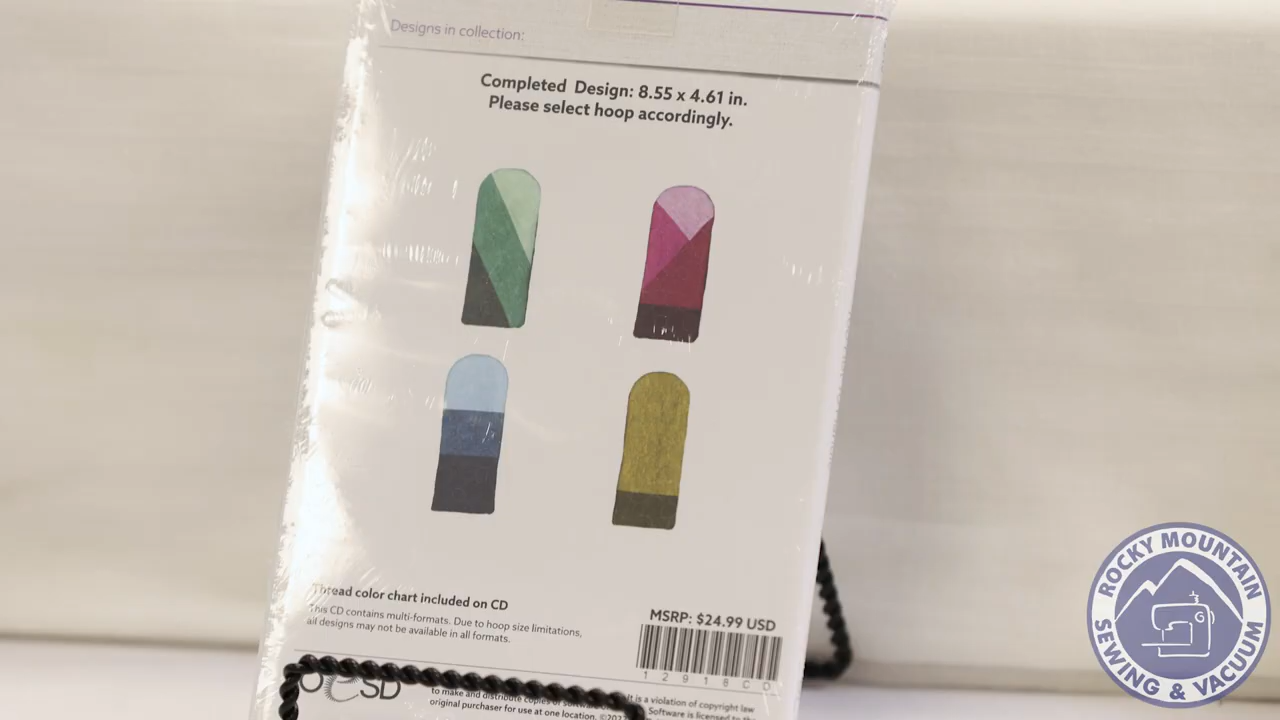 Designs in collection:
Completed Design: 8.55 x 4.61 in.
Please select hoop accordingly.
Thread color chart included on CD
This CD contains multi-formats. Due to hoop size limitations,
all designs may not be available in all formats.
MSRP: $24.99 USD
12918CD
OESD
It is a violation of copyright law
to make and distribute copies of
Software is licensed to the
original purchaser for use at one location.
ROCKY MOUNTAIN
SEWING & VACUUM